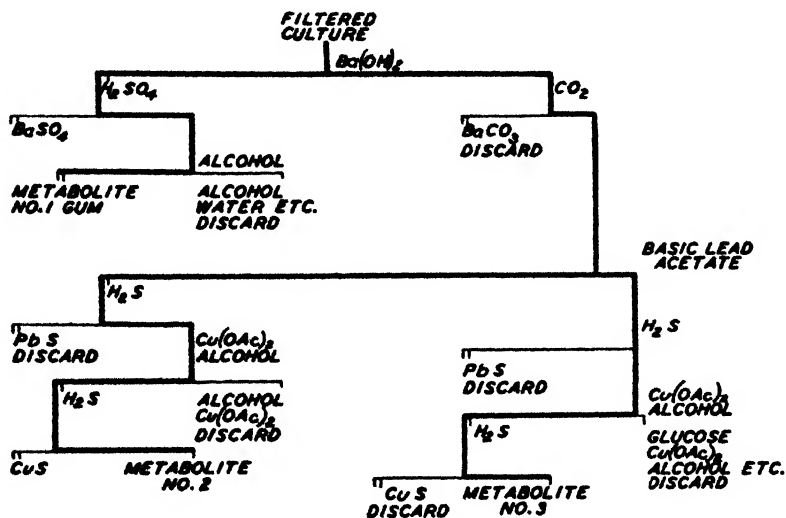 FILTERED
CULTURE
Ba(OH)2
H2SO4
CO2
BaSO4
BaCO3
DISCARD
ALCOHOL
METABOLITE
NO.1 GUM
ALCOHOL
WATER ETC.
DISCARD
BASIC LEAD
ACETATE
H2S
H2S
PbS
DISCARD
Cu(OAc)2
ALCOHOL
PbS
DISCARD
H2S
ALCOHOL
Cu(OAc)2
DISCARD
Cu(OAc)2
ALCOHOL
H2S
GLUCOSE
Cu(OAc)2
ALCOHOL ETC.
DISCARD
CuS
METABOLITE
NO.2
CuS
DISCARD
METABOLITE
NO.3